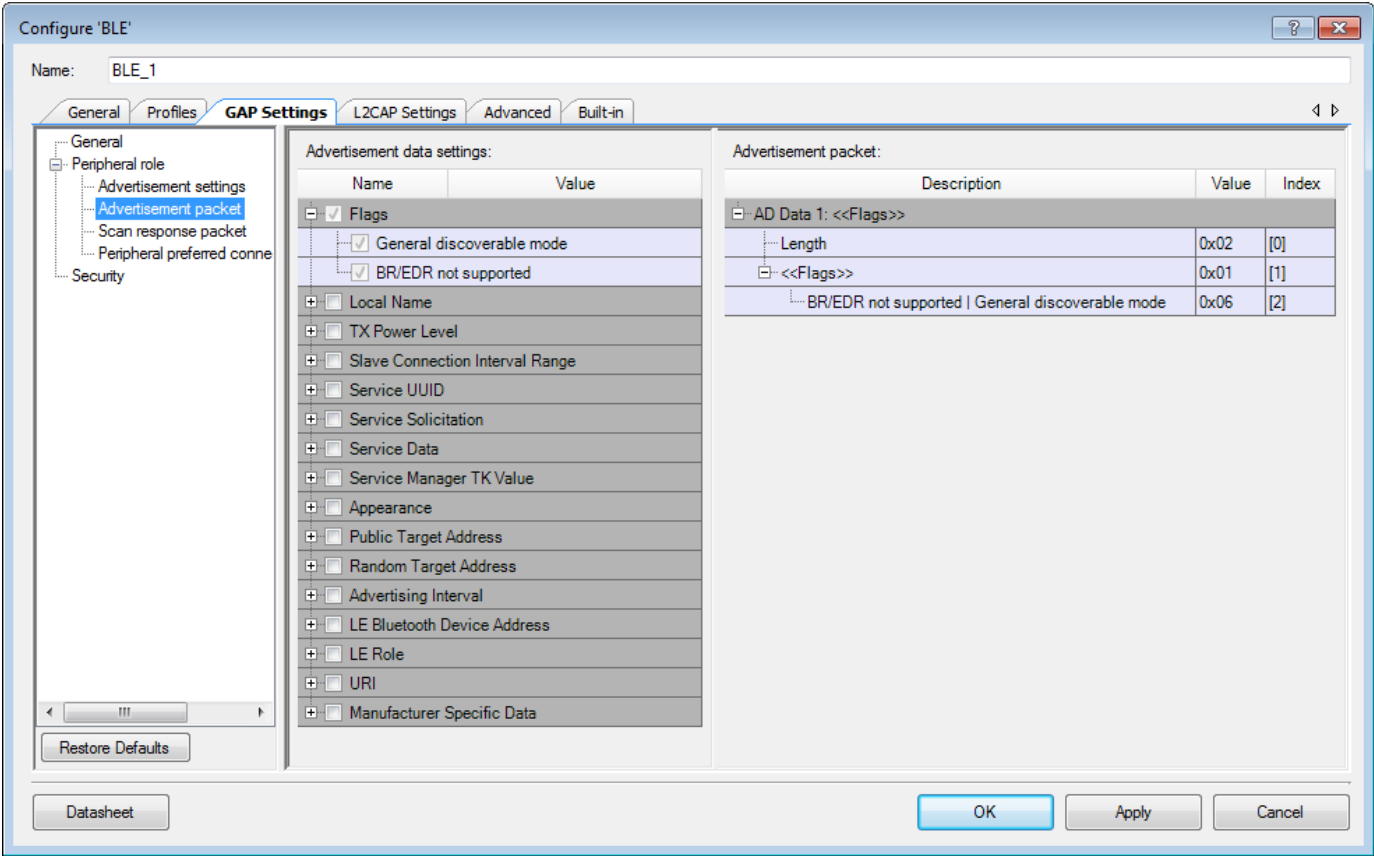 Configure 'BLE'
Name: BLE_1
General Profiles GAP Settings L2CAP Settings Advanced Built-in
General
Peripheral role
Advertisement settings
Advertisement packet
Scan response packet
Peripheral preferred conne
Security
Restore Defaults
Advertisement data settings:
Name Value
Flags
General discoverable mode
BR/EDR not supported
Local Name
TX Power Level
Slave Connection Interval Range
Service UUID
Service Solicitation
Service Data
Service Manager TK Value
Appearance
Public Target Address
Random Target Address
Advertising Interval
LE Bluetooth Device Address
LE Role
URI
Manufacturer Specific Data
Advertisement packet:
Description Value Index
AD Data 1: <<Flags>>
Length 0x02 [0]
<<Flags>> 0x01 [1]
BR/EDR not supported | General discoverable mode 0x06 [2]
Datasheet OK Apply Cancel